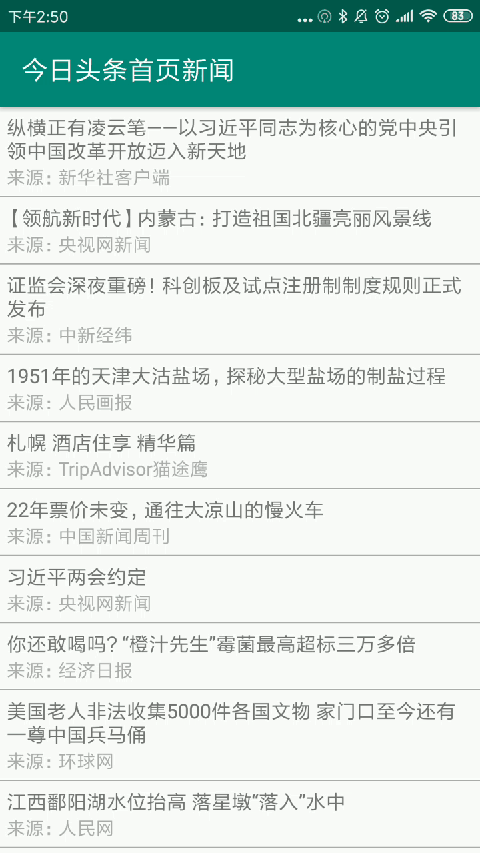 下午2:50
83
今日头条首页新闻
纵横正有凌云笔——以习近平同志为核心的党中央引
领中国改革开放迈入新天地
来源: 新华社客户端
【领航新时代】内蒙古: 打造祖国北疆亮丽风景线
来源: 央视网新闻
证监会深夜重磅! 科创板及试点注册制制度规则正式
发布
来源: 中新经纬
1951年的天津大沽盐场, 探秘大型盐场的制盐过程
来源: 人民画报
札幌 酒店住享 精华篇
来源: TripAdvisor猫途鹰
22年票价未变, 通往大凉山的慢火车
来源: 中国新闻周刊
习近平两会约定
来源: 央视网新闻
你还敢喝吗? “橙汁先生”霉菌最高超标三万多倍
来源: 经济日报
美国老人非法收集5000件各国文物 家门口至今还有
一尊中国兵马俑
来源: 环球网
江西鄱阳湖水位抬高 落星墩“落入”水中
来源: 人民网